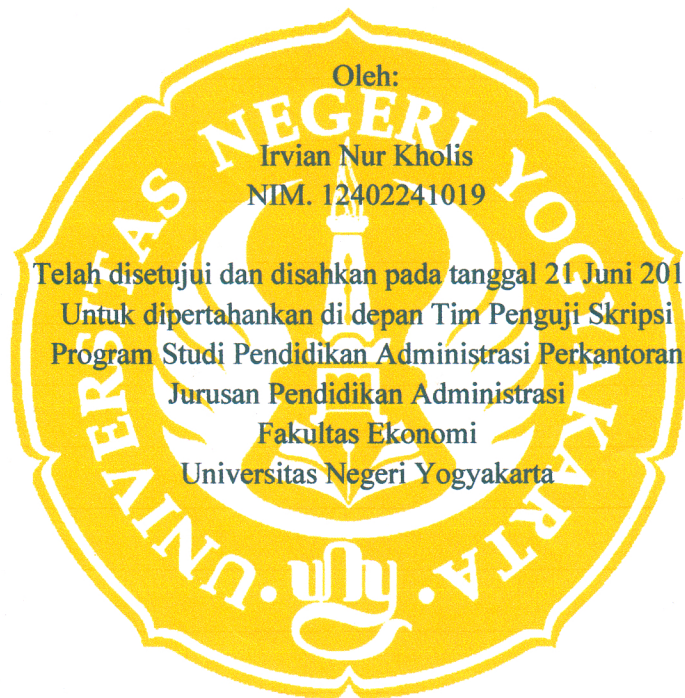 Oleh:
Irvian Nur Kholis
NIM. 12402241019
Telah disetujui dan disahkan pada tanggal 21 Juni 201
Untuk dipertahankan di depan Tim Penguji Skripsi
Program Studi Pendidikan Administrasi Perkantoran
Jurusan Pendidikan Administrasi
Fakultas Ekonomi
Universitas Negeri Yogyakarta
UNIVERSITAS NEGERI YOGYAKARTA
uny